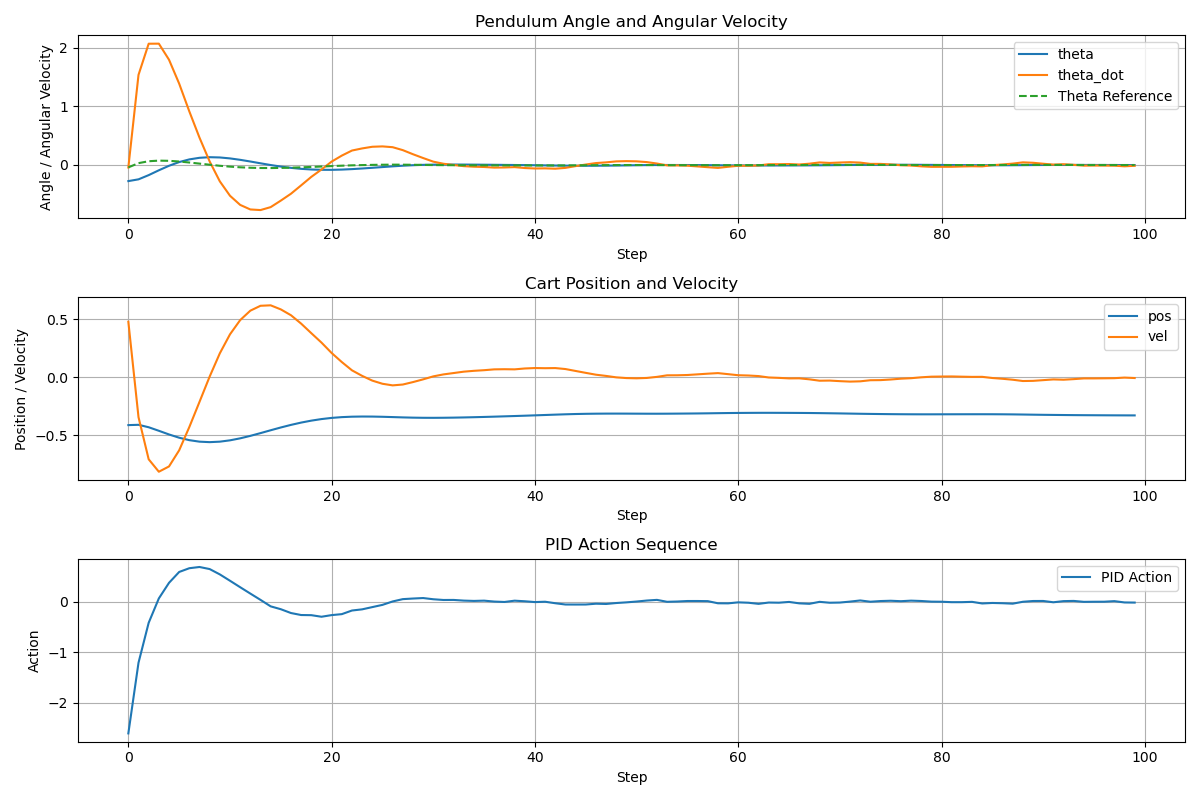 Pendulum Angle and Angular Velocity
Angle / Angular Velocity
2
1
0
theta
theta_dot
Theta Reference
0 20 40 60 80 100
Step
Cart Position and Velocity
Position / Velocity
0.5
0.0
−0.5
pos
vel
0 20 40 60 80 100
Step
PID Action Sequence
Action
0
−1
−2
PID Action
0 20 40 60 80 100
Step